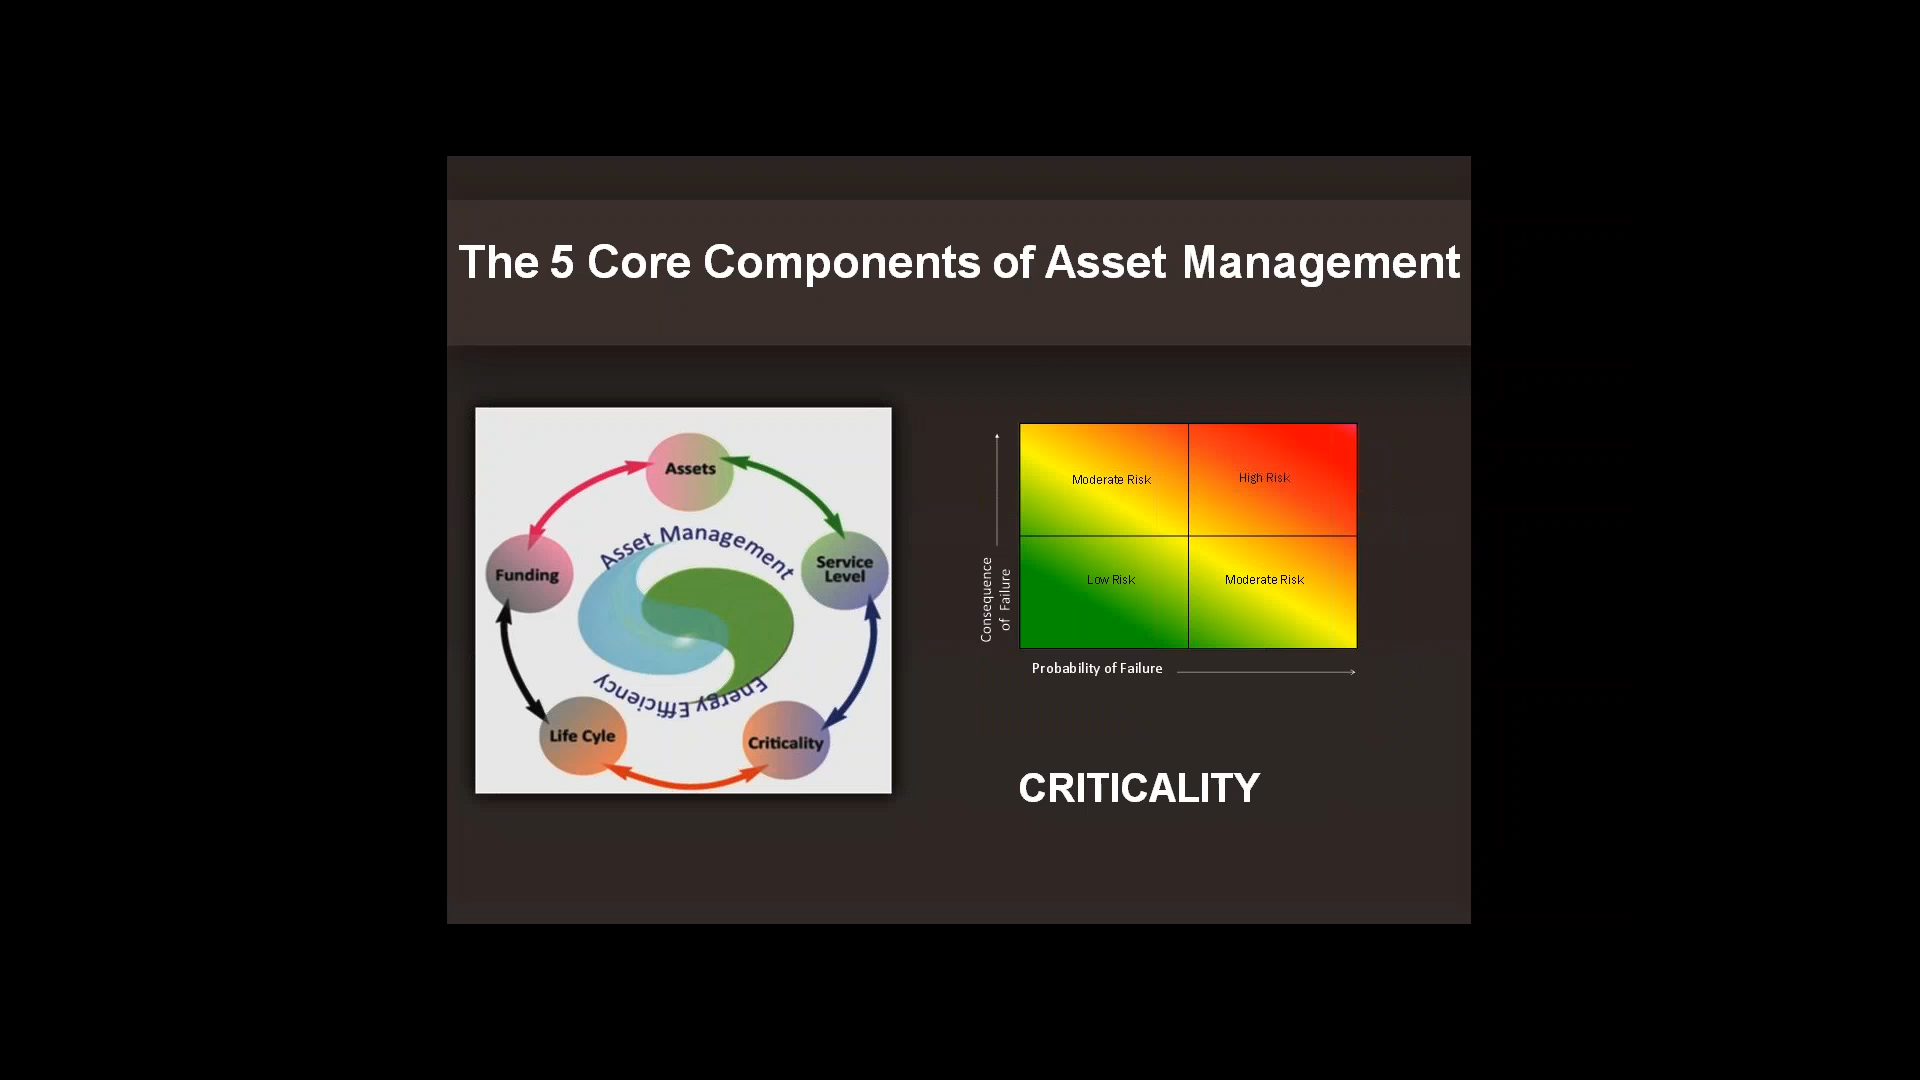 The 5 Core Components of Asset Management
Assets
Service
Level
Criticality
Life Cyle
Funding
Asset Management
Energy Efficiency
Moderate Risk
High Risk
Low Risk
Moderate Risk
Consequence
of Failure
Probability of Failure
CRITICALITY